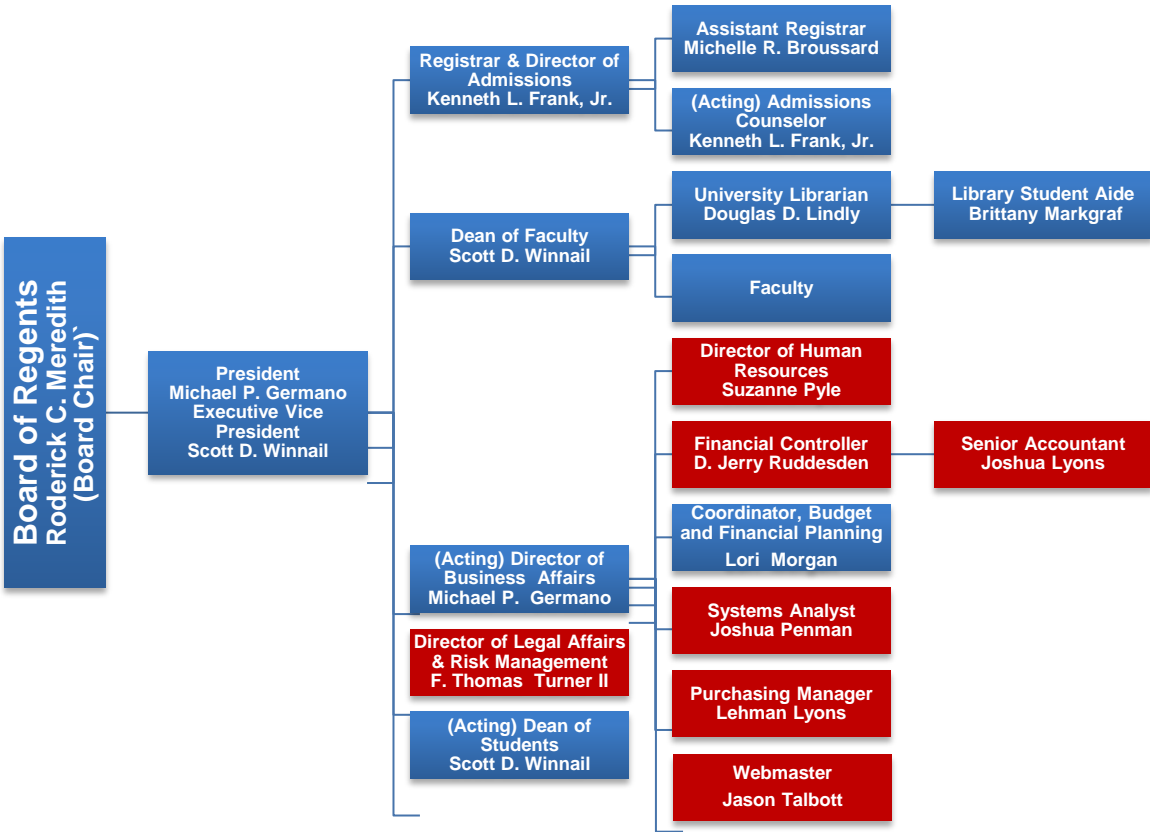 Board of Regents
Roderick C. Meredith
(Board Chair)`
President
Michael P. Germano
Executive Vice
President
Scott D. Winnail
Registrar & Director of
Admissions
Kenneth L. Frank, Jr.
Assistant Registrar
Michelle R. Broussard
(Acting) Admissions
Counselor
Kenneth L. Frank, Jr.
Dean of Faculty
Scott D. Winnail
University Librarian
Douglas D. Lindly
Library Student Aide
Brittany Markgraf
Faculty
(Acting) Director of
Business Affairs
Michael P. Germano
Director of Human
Resources
Suzanne Pyle
Financial Controller
D. Jerry Ruddesden
Senior Accountant
Joshua Lyons
Coordinator, Budget
and Financial Planning
Lori Morgan
Systems Analyst
Joshua Penman
Purchasing Manager
Lehman Lyons
Webmaster
Jason Talbott
Director of Legal Affairs
& Risk Management
F. Thomas Turner II
(Acting) Dean of
Students
Scott D. Winnail